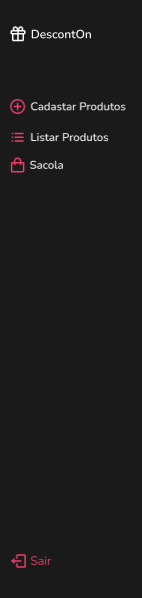 DescontOn
Cadastar Produtos
Listar Produtos
Sacola
Sair